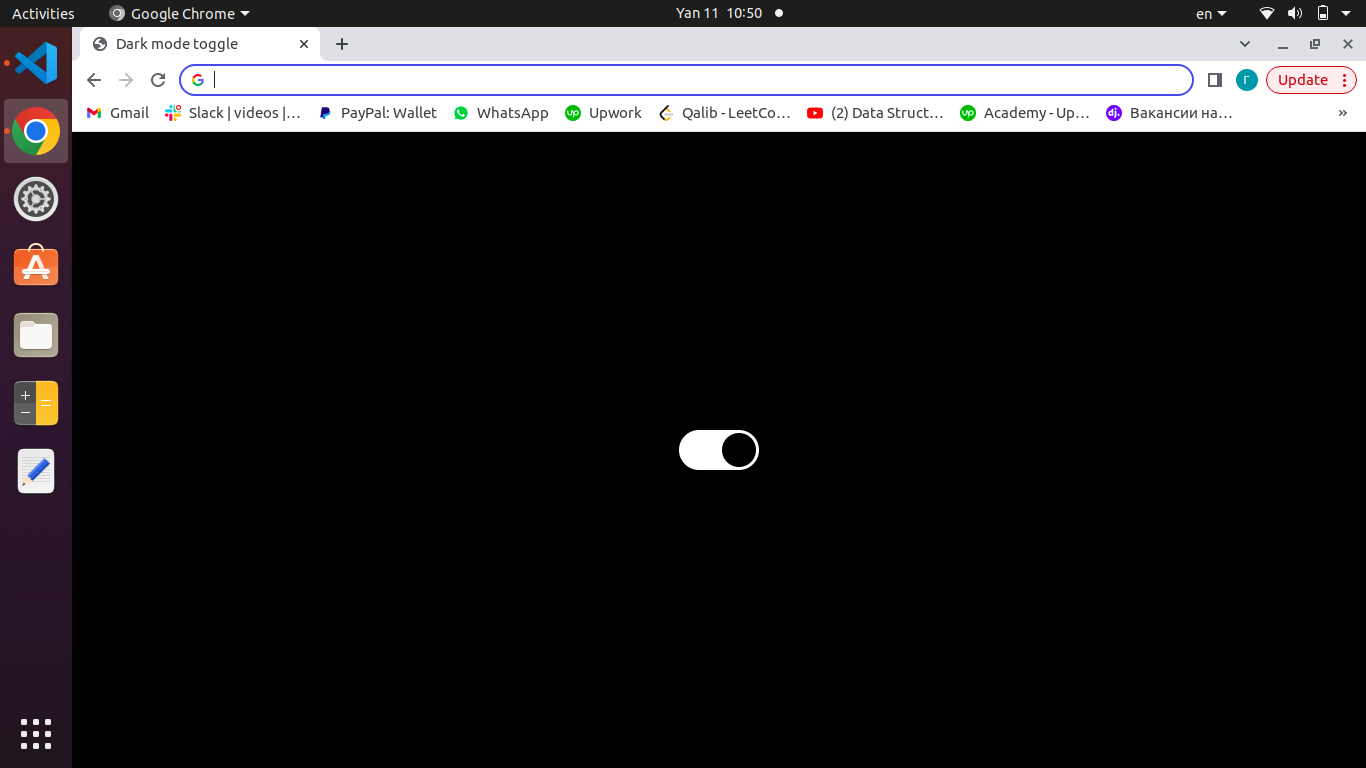 Activities Google Chrome Yan 11 10:50 en
Dark mode toggle
Г Update
Gmail Slack | videos |... PayPal: Wallet WhatsApp Upwork Qalib - LeetCo... (2) Data Struct... Academy - Up... Вакансии на... »